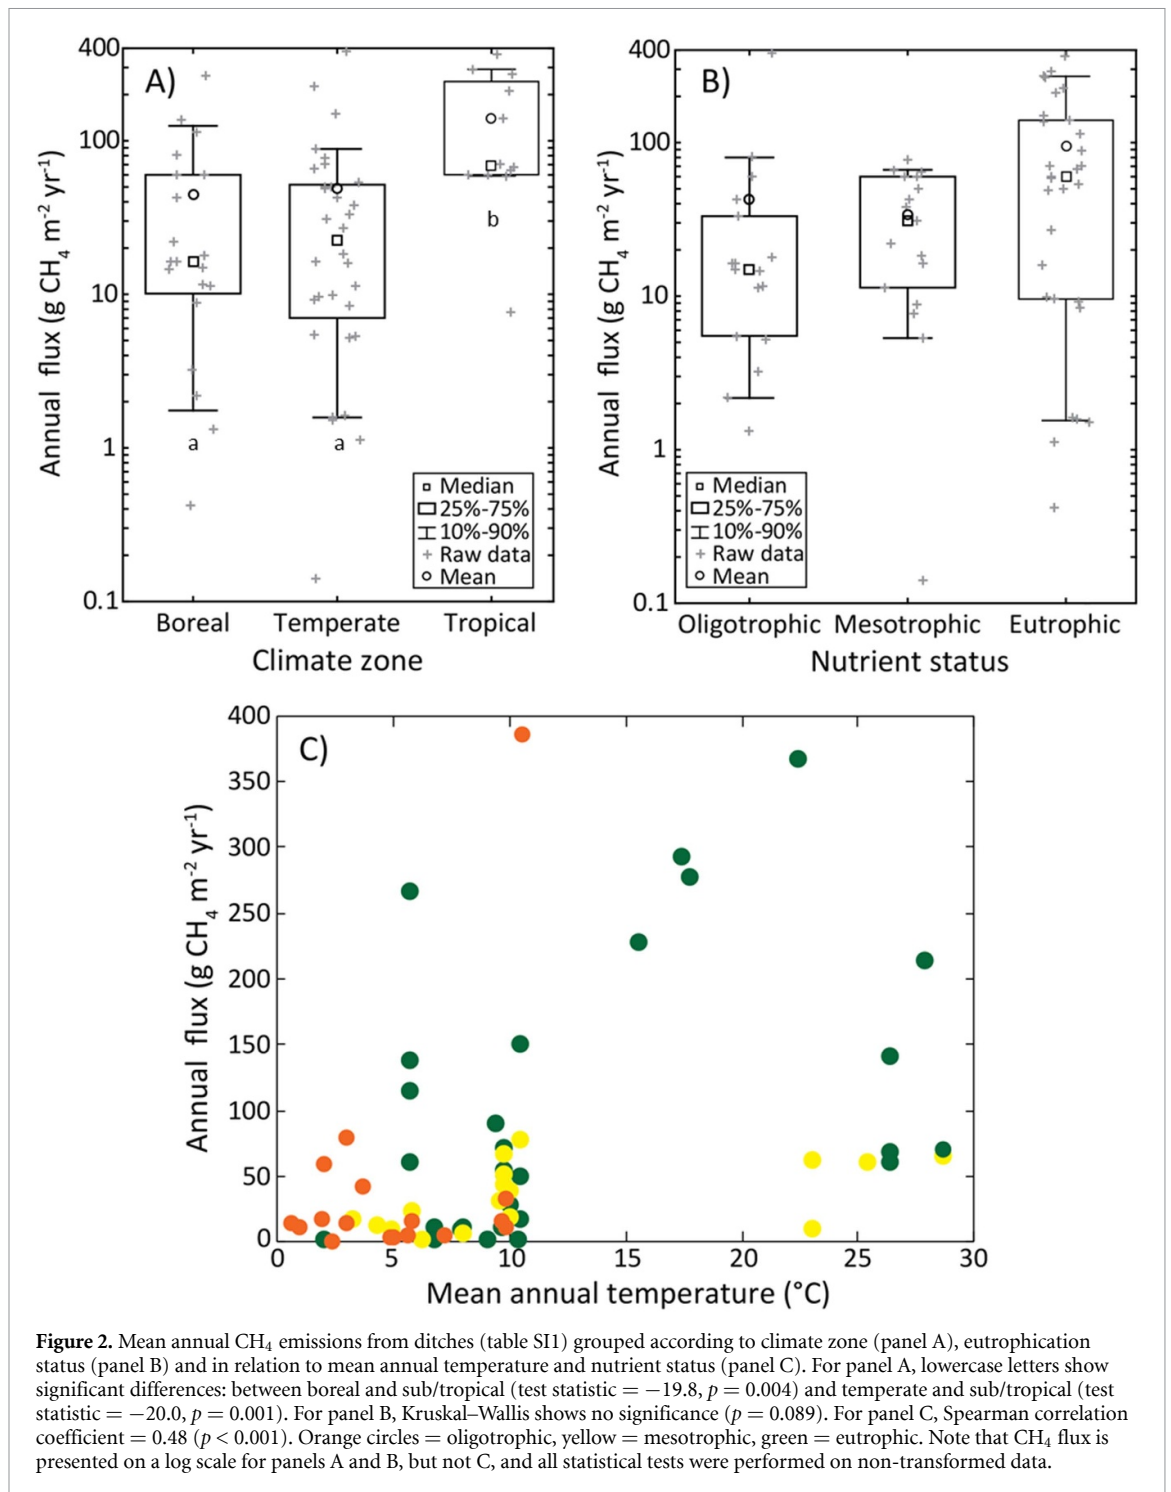 A)
400
100
10
1
0.1
Annual flux (g CH4 m-2 yr-1)
a
a
b
Median
25%-75%
10%-90%
Raw data
Mean
Boreal Temperate Tropical
Climate zone
B)
400
100
10
1
0.1
Annual flux (g CH4 m-2 yr-1)
Median
25%-75%
10%-90%
Raw data
Mean
Oligotrophic Mesotrophic Eutrophic
Nutrient status
C)
400
350
300
250
200
150
100
50
0
Annual flux (g CH4 m-2 yr-1)
0 5 10 15 20 25 30
Mean annual temperature (°C)
Figure 2. Mean annual CH4 emissions from ditches (table SI1) grouped according to climate zone (panel A), eutrophication
status (panel B) and in relation to mean annual temperature and nutrient status (panel C). For panel A, lowercase letters show
significant differences: between boreal and sub/tropical (test statistic = −19.8, p = 0.004) and temperate and sub/tropical (test
statistic = −20.0, p = 0.001). For panel B, Kruskal–Wallis shows no significance (p = 0.089). For panel C, Spearman correlation
coefficient = 0.48 (p < 0.001). Orange circles = oligotrophic, yellow = mesotrophic, green = eutrophic. Note that CH4 flux is
presented on a log scale for panels A and B, but not C, and all statistical tests were performed on non-transformed data.